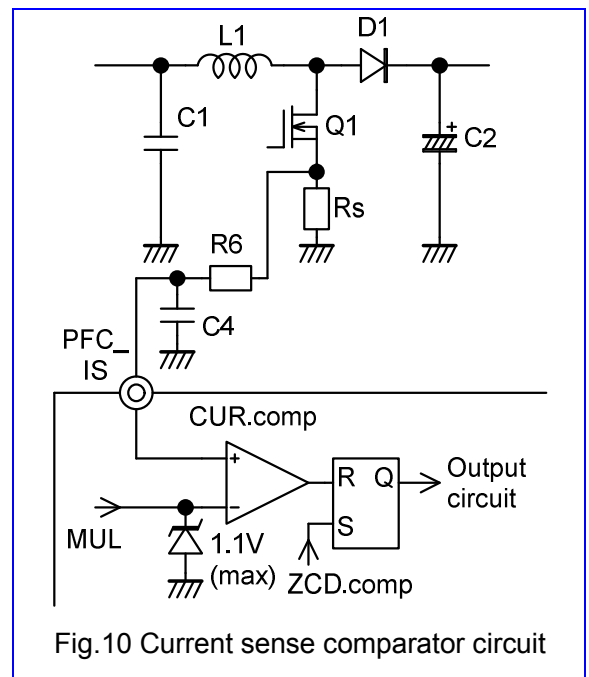 L1
D1
C1
Q1
+
C2
Rs
R6
C4
PFC_
IS
CUR.comp
+
R Q
Output
circuit
−
S
MUL
1.1V
(max)
ZCD.comp
Fig.10 Current sense comparator circuit